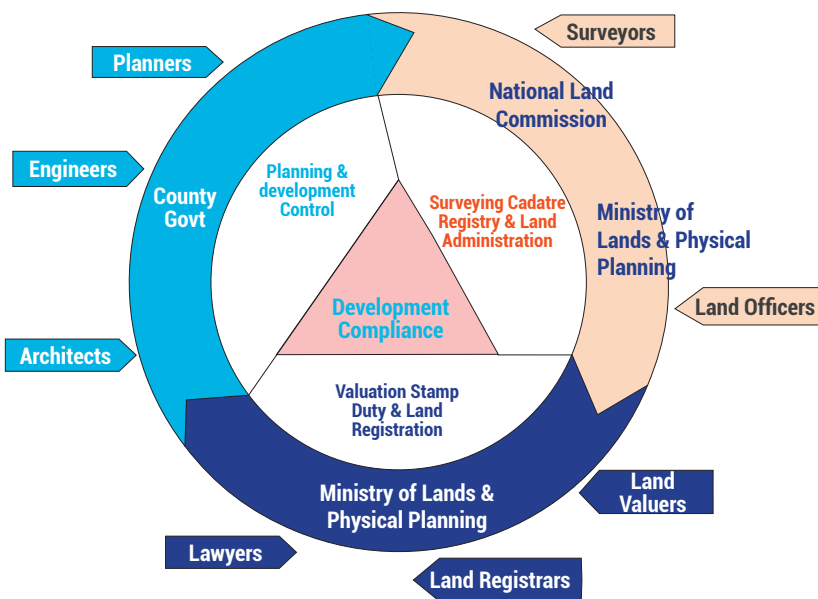 Surveyors
Planners
National Land
Commission
Engineers
Planning &
development
Control
County
Govt
Surveying Cadatre
Registry & Land
Administration
Ministry of
Lands & Physical
Planning
Development
Compliance
Land Officers
Architects
Valuation Stamp
Duty & Land
Registration
Ministry of Lands &
Physical Planning
Land
Valuers
Lawyers
Land Registrars